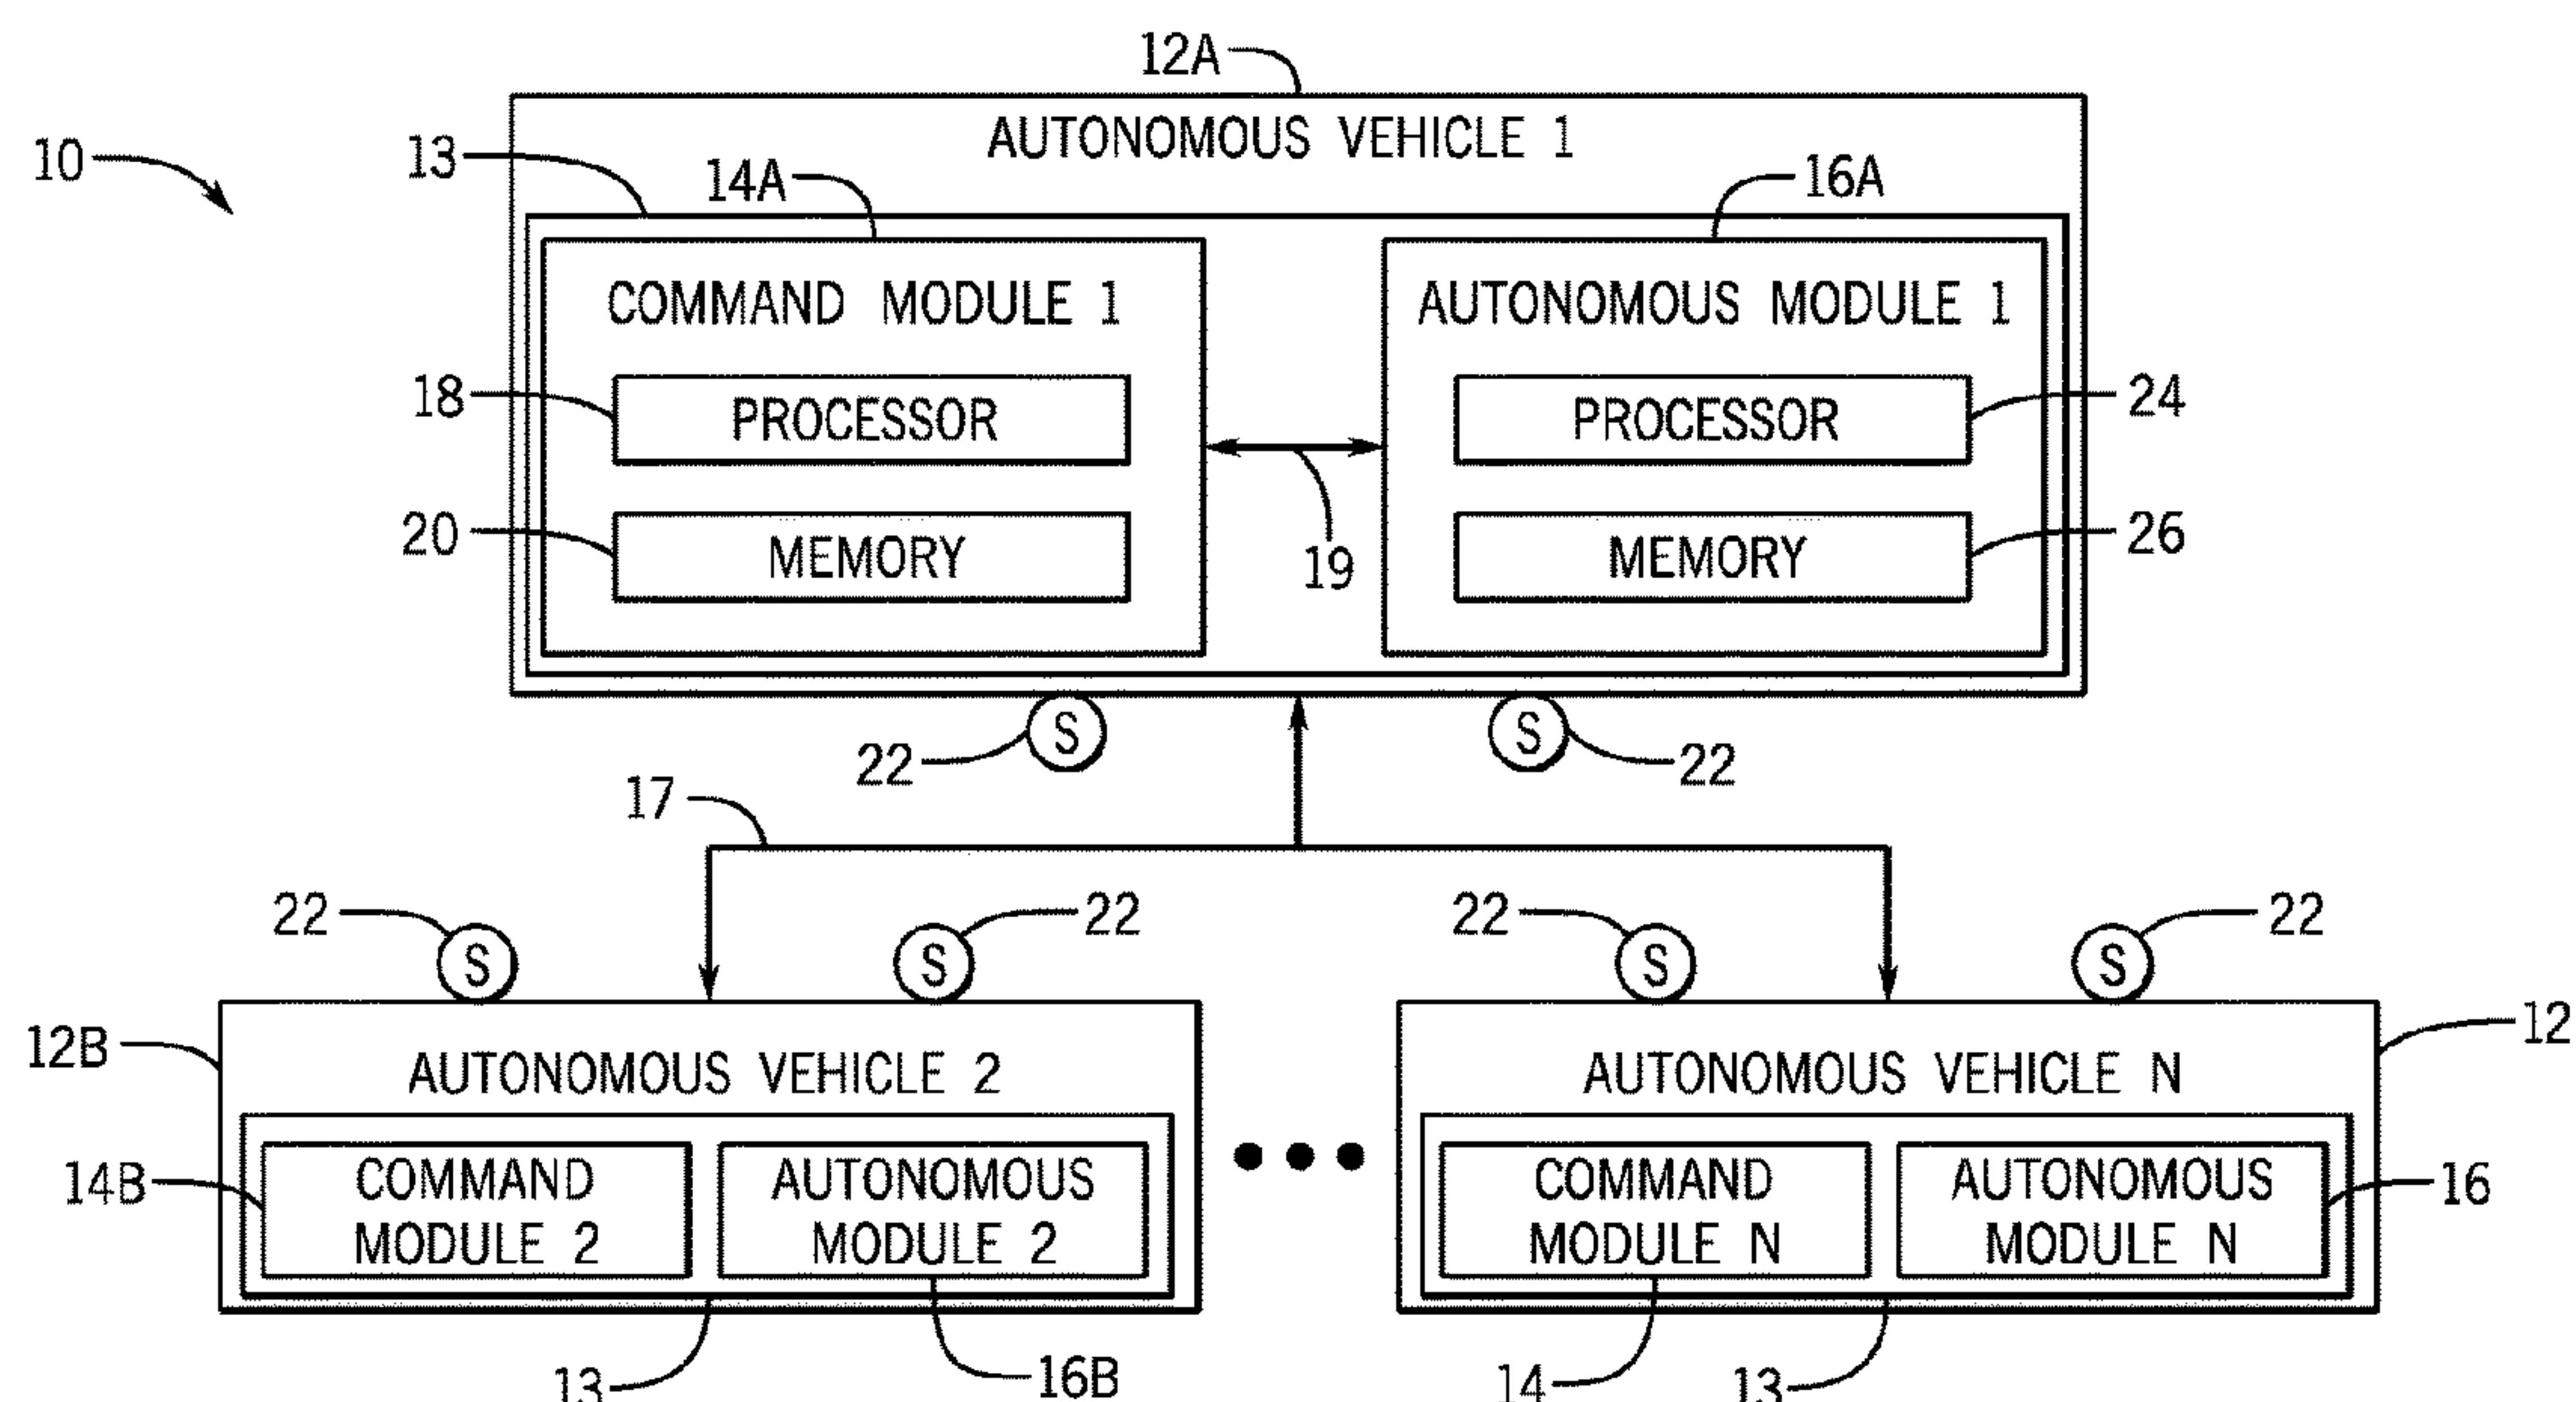 12A
AUTONOMOUS VEHICLE 1
10
13
14A
16A
COMMAND MODULE 1
AUTONOMOUS MODULE 1
18
PROCESSOR
PROCESSOR
24
20
MEMORY
19
MEMORY
26
22
S
S
22
17
22
S
S
22
22
S
S
22
12B
AUTONOMOUS VEHICLE 2
AUTONOMOUS VEHICLE N
12
14B
COMMAND
MODULE 2
AUTONOMOUS
MODULE 2
COMMAND
MODULE N
AUTONOMOUS
MODULE N
16
13
16B
14
13